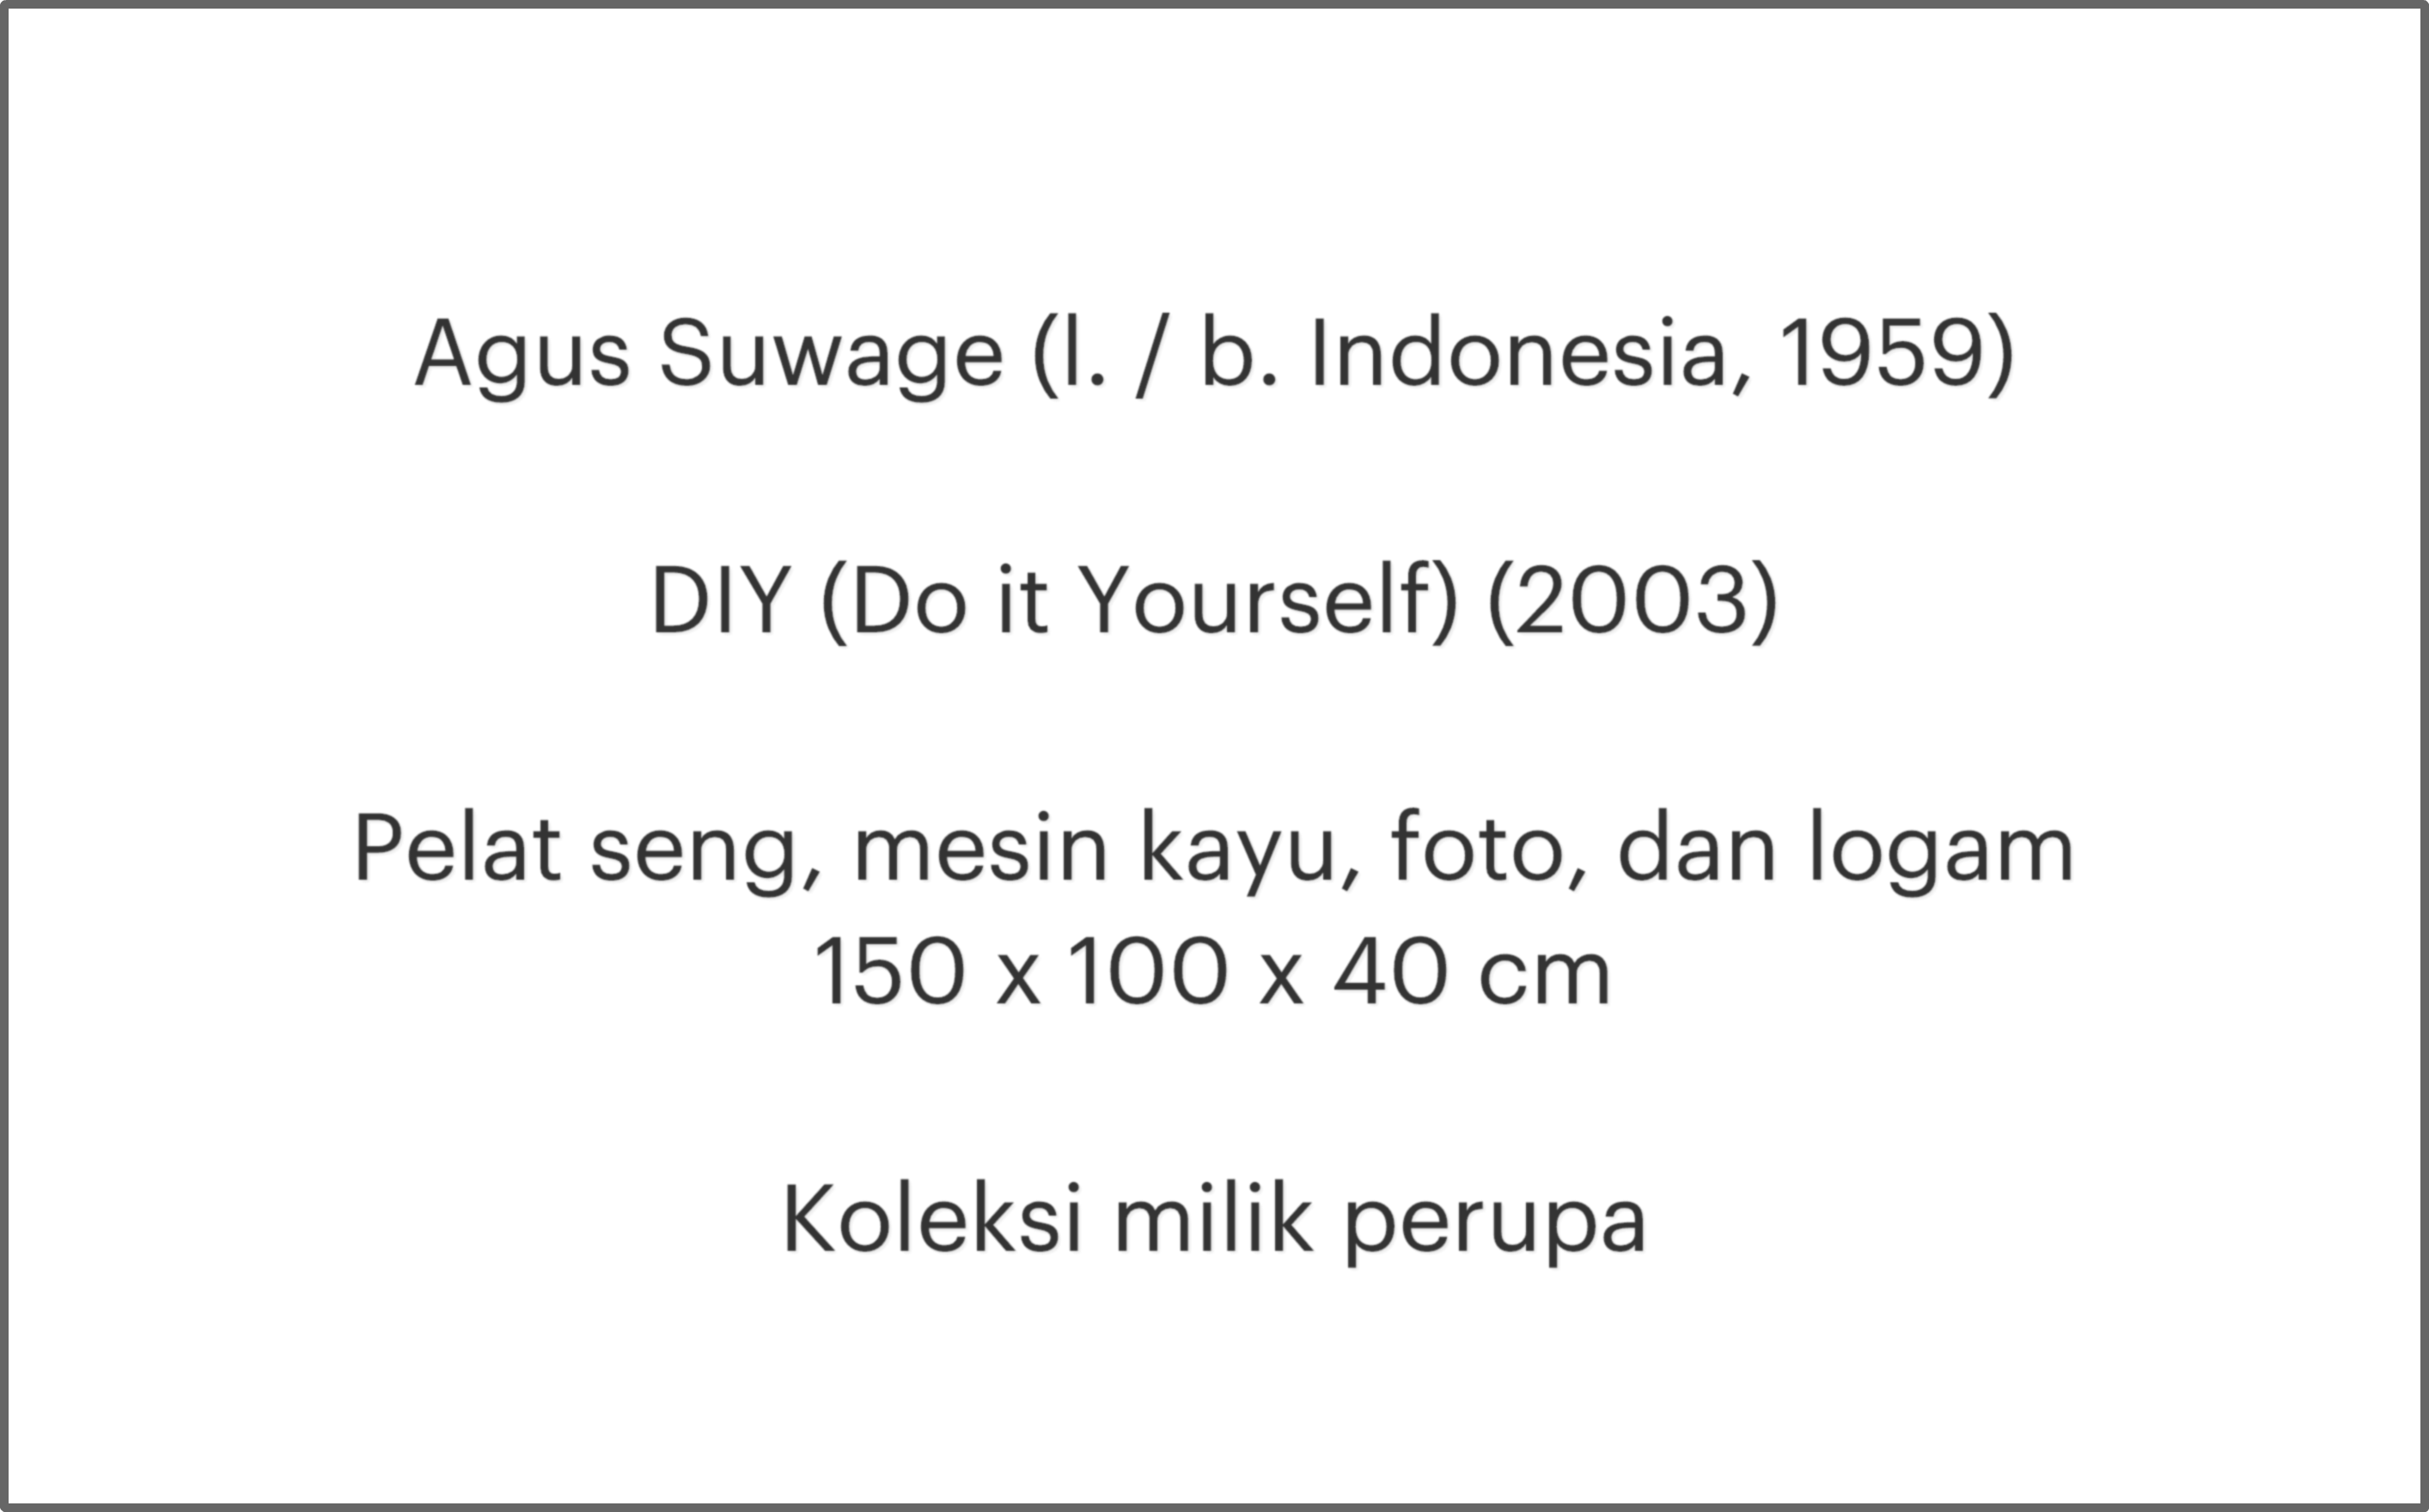 Agus Suwage (l. / b. Indonesia, 1959)
DIY (Do it Yourself) (2003)
Pelat seng, mesin kayu, foto, dan logam
150 x 100 x 40 cm
Koleksi milik perupa